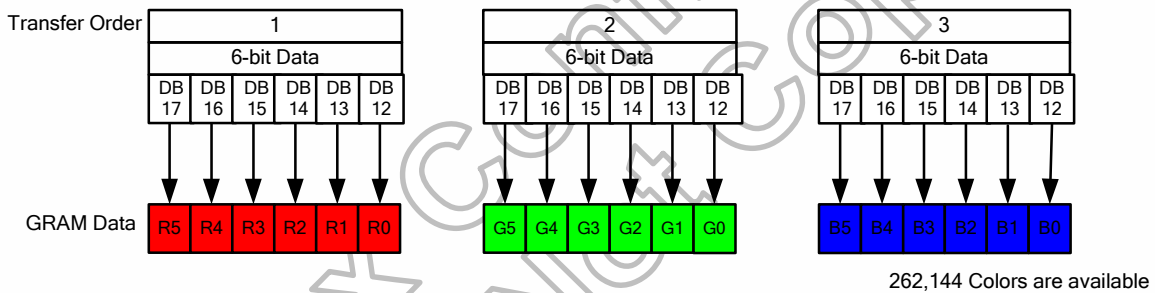 Transfer Order 1 2 3
6-bit Data 6-bit Data 6-bit Data
DB 17 DB 16 DB 15 DB 14 DB 13 DB 12 DB 17 DB 16 DB 15 DB 14 DB 13 DB 12 DB 17 DB 16 DB 15 DB 14 DB 13 DB 12
GRAM Data R5 R4 R3 R2 R1 R0 G5 G4 G3 G2 G1 G0 B5 B4 B3 B2 B1 B0
262,144 Colors are available